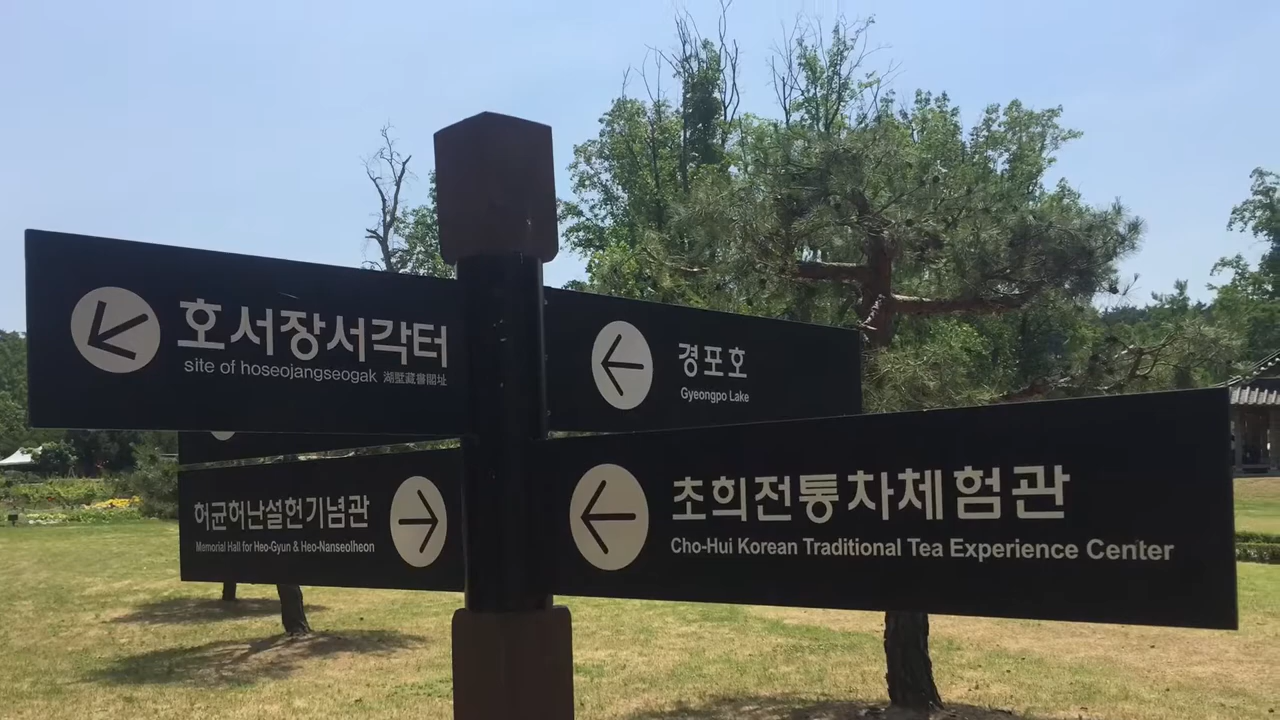 호서장서각터
site of hoseojangseogak 湖墅藏書閣址
경포호
Gyeongpo Lake
허균허난설헌기념관
Memorial Hall for Heo-Gyun & Heo-Nanseolheon
초희전통차체험관
Cho-Hui Korean Traditional Tea Experience Center